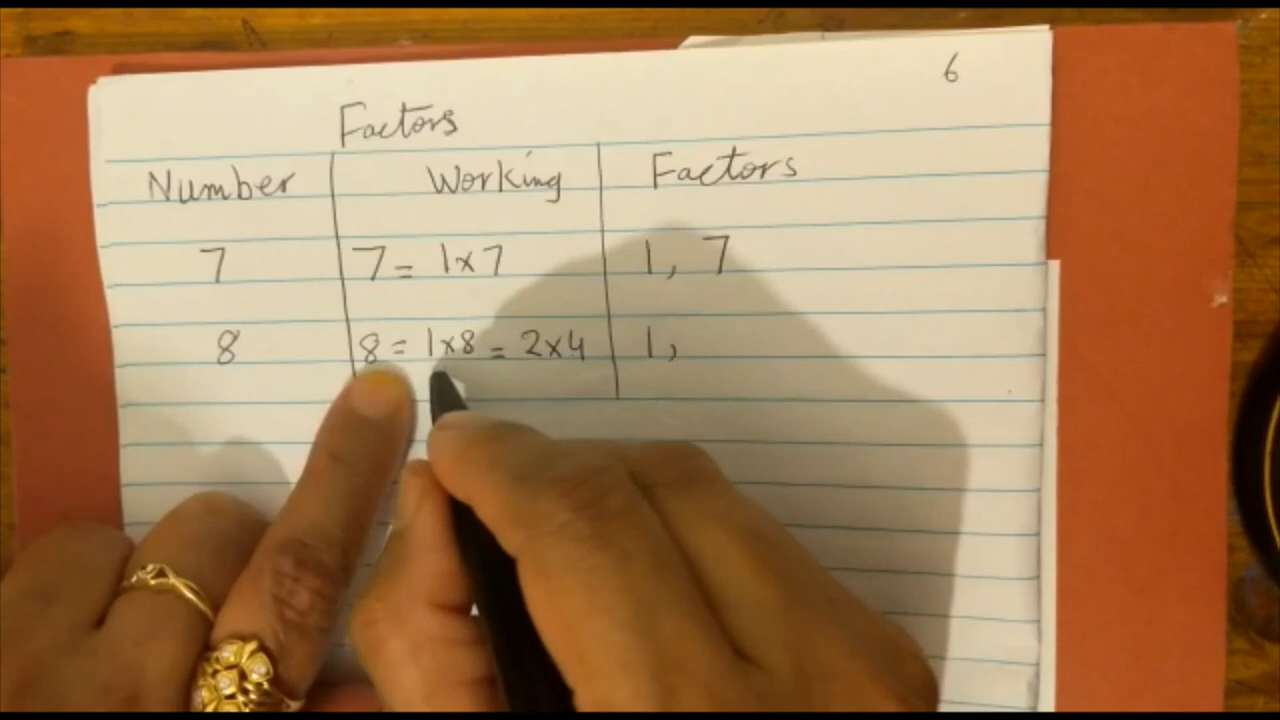 6
Factors
Number Working Factors
7 7 = 1x7 1, 7
8 8 = 1x8 = 2x4 1,